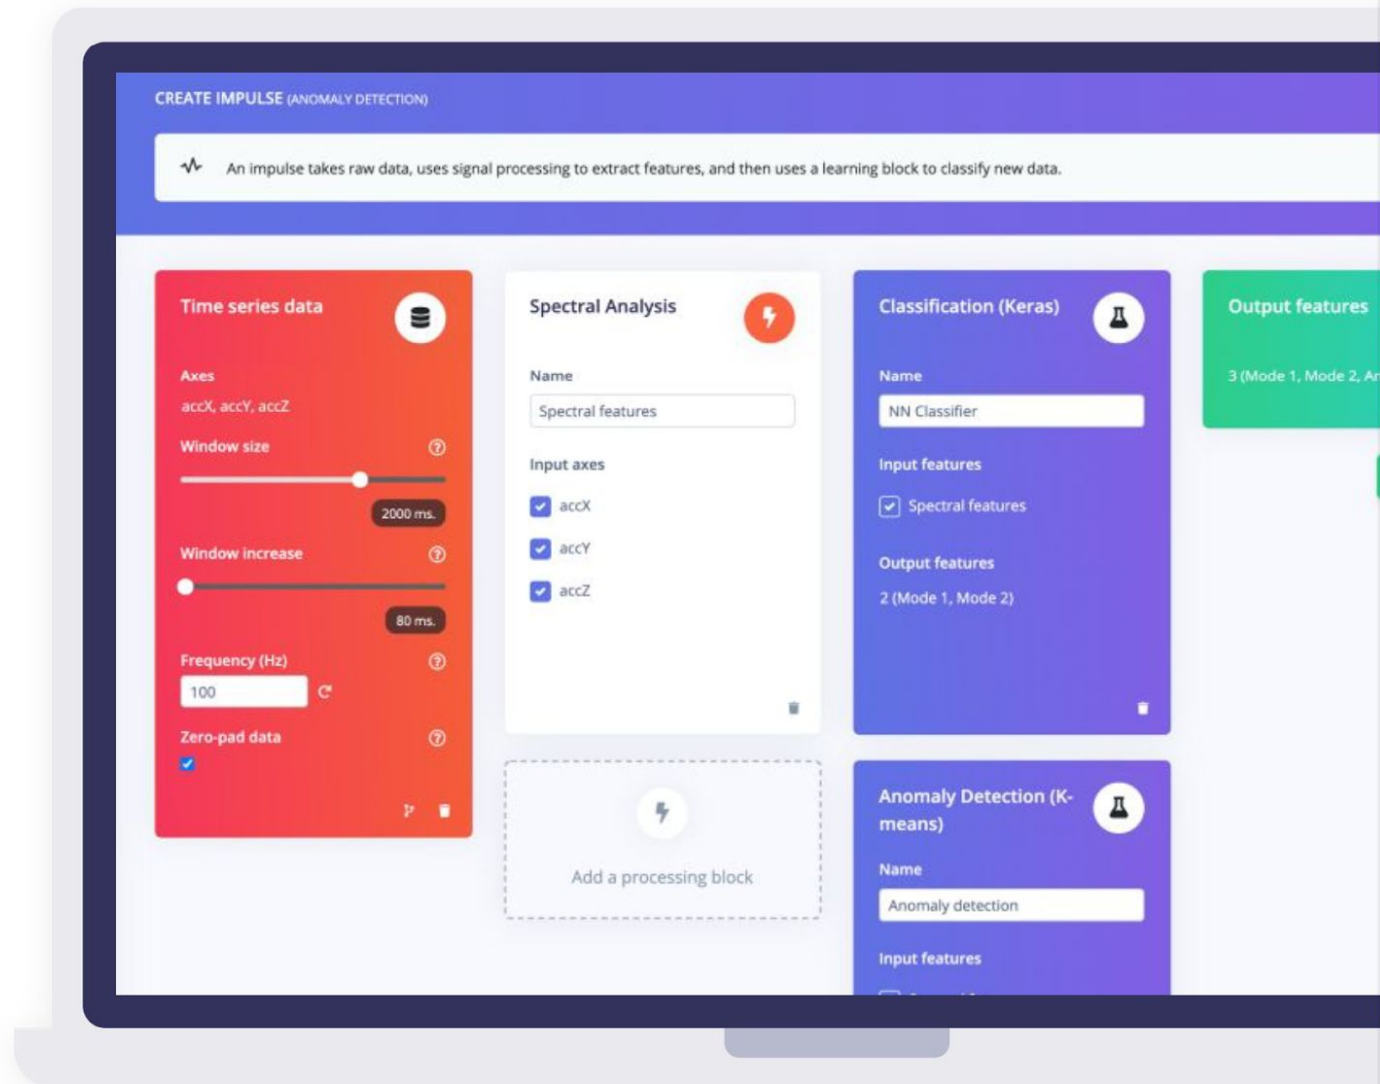 CREATE IMPULSE (ANOMALY DETECTION)
An impulse takes raw data, uses signal processing to extract features, and then uses a learning block to classify new data.
Time series data
Axes
accX, accY, accZ
Window size
2000 ms.
Window increase
80 ms.
Frequency (Hz)
100
Zero-pad data
Spectral Analysis
Name
Spectral features
Input axes
accX
accY
accZ
Add a processing block
Classification (Keras)
Name
NN Classifier
Input features
Spectral features
Output features
2 (Mode 1, Mode 2)
Anomaly Detection (K-
means)
Name
Anomaly detection
Input features
Output features
3 (Mode 1, Mode 2,